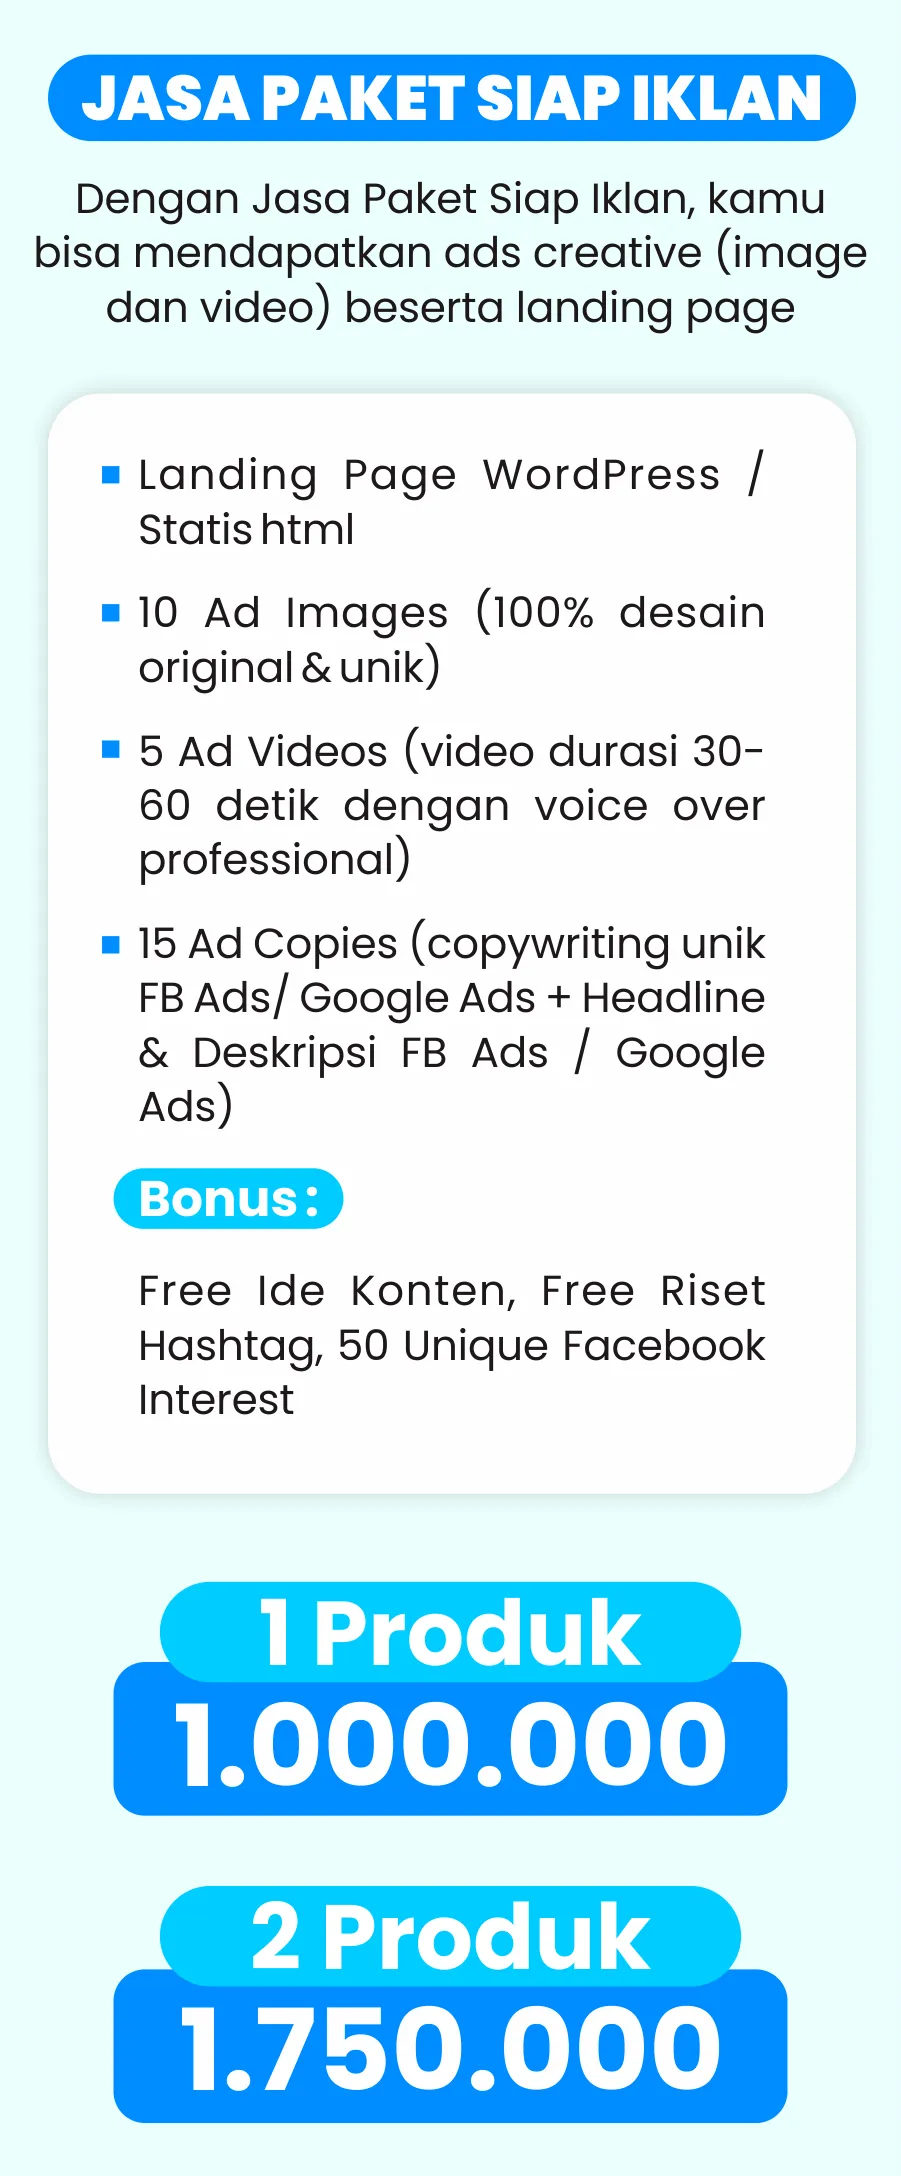 JASA PAKET SIAP IKLAN
Dengan Jasa Paket Siap Iklan, kamu
bisa mendapatkan ads creative (image
dan video) beserta landing page
Landing Page WordPress /
Statis html
10 Ad Images (100% desain
original & unik)
5 Ad Videos (video durasi 30-
60 detik dengan voice over
professional)
15 Ad Copies (copywriting unik
FB Ads/ Google Ads + Headline
& Deskripsi FB Ads / Google
Ads)
Bonus :
Free Ide Konten, Free Riset
Hashtag, 50 Unique Facebook
Interest
1 Produk
1.000.000
2 Produk
1.750.000